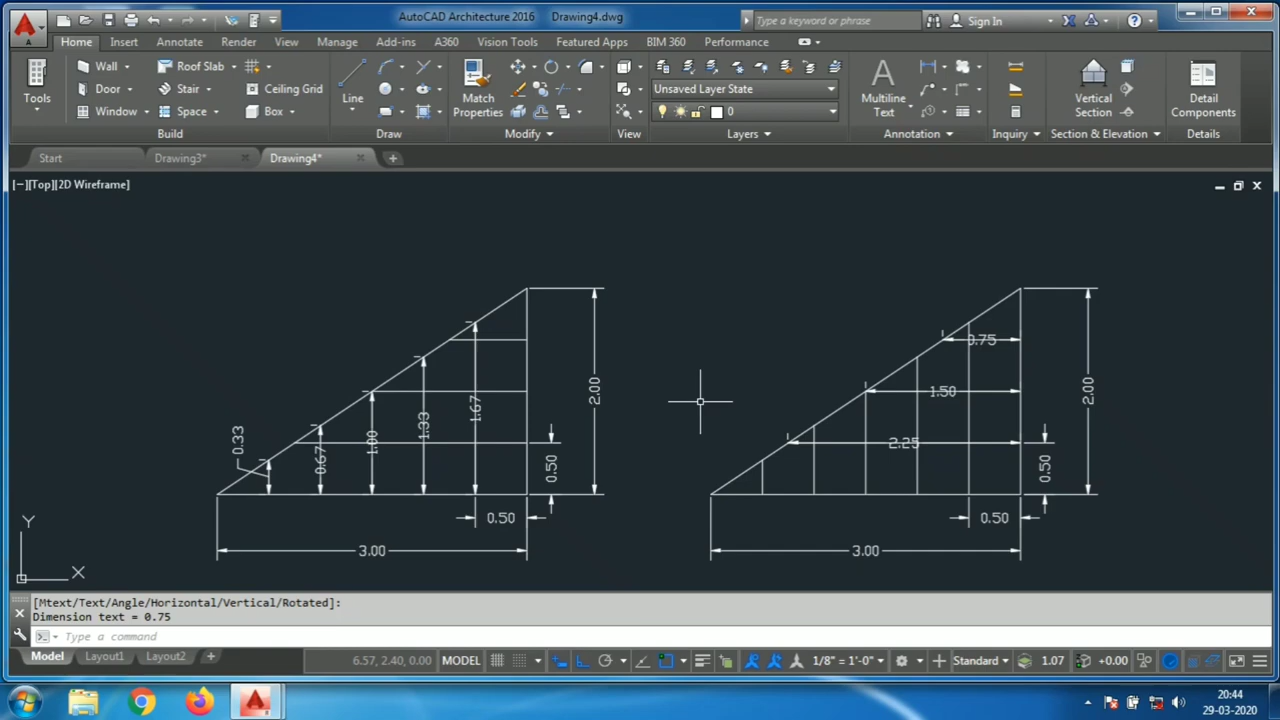 AutoCAD Architecture 2016 Drawing4.dwg
Type a keyword or phrase
Sign In
Home Insert Annotate Render View Manage Add-ins A360 Vision Tools Featured Apps BIM 360 Performance
Tools
Wall
Roof Slab
Door
Stair
Ceiling Grid
Window
Space
Box
Line
Match
Properties
Unsaved Layer State
0
Multiline
Text
Vertical
Section
Detail
Components
Build
Draw
Modify
View
Layers
Annotation
Inquiry
Section & Elevation
Details
Start
Drawing3*
Drawing4*
[−][Top][2D Wireframe]
0.33
0.67
1.00
1.33
1.67
0.50
2.00
0.50
3.00
0.75
1.50
2.25
0.50
2.00
0.50
3.00
Y
X
[Mtext/Text/Angle/Horizontal/Vertical/Rotated]:
Dimension text = 0.75
Type a command
Model Layout1 Layout2
6.57, 2.40, 0.00
MODEL
1/8" = 1'-0"
Standard
1.07
+0.00
20:44
29-03-2020